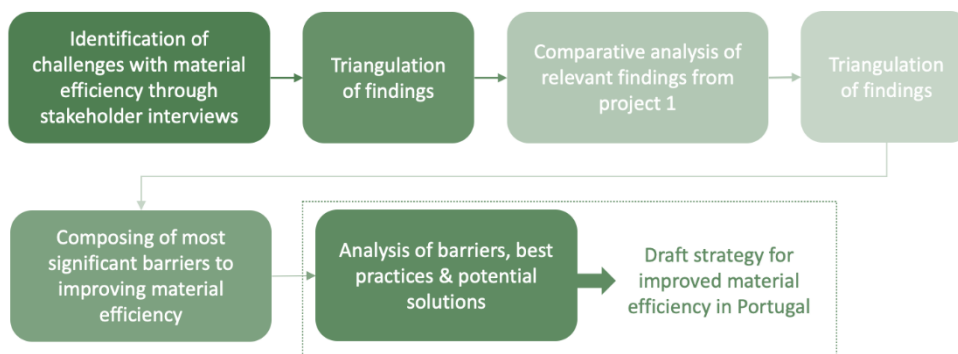 Identification of
challenges with material
efficiency through
stakeholder interviews
Triangulation
of findings
Comparative analysis of
relevant findings from
project 1
Triangulation
of findings
Composing of most
significant barriers to
improving material
efficiency
Analysis of barriers, best
practices & potential
solutions
Draft strategy for
improved material
efficiency in Portugal